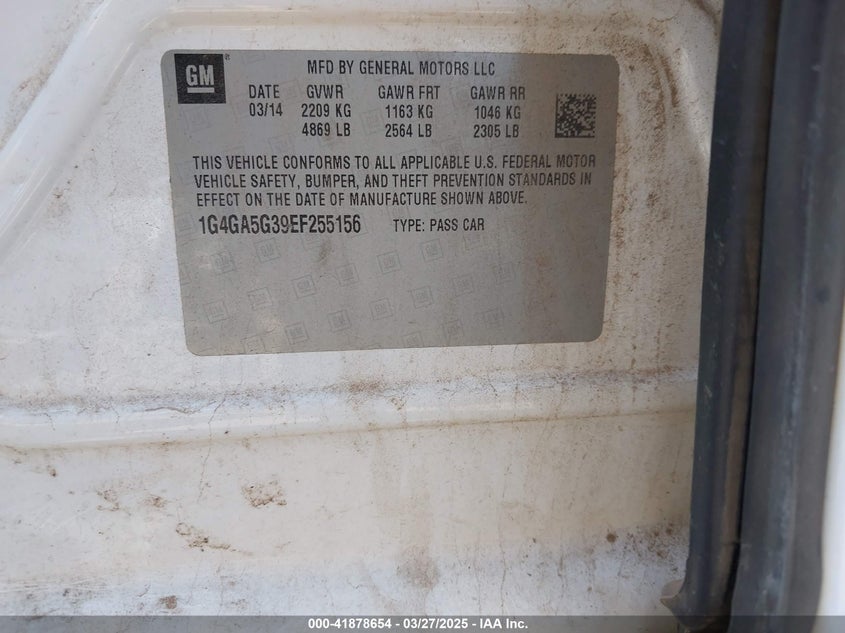 GM
MFD BY GENERAL MOTORS LLC
DATE GVWR GAWR FRT GAWR RR
03/14 2209 KG 1163 KG 1046 KG
4869 LB 2564 LB 2305 LB
THIS VEHICLE CONFORMS TO ALL APPLICABLE U.S. FEDERAL MOTOR
VEHICLE SAFETY, BUMPER, AND THEFT PREVENTION STANDARDS IN
EFFECT ON THE DATE OF MANUFACTURE SHOWN ABOVE.
1G4GA5G39EF255156 TYPE: PASS CAR
000-41878654 - 03/27/2025 - IAA Inc.